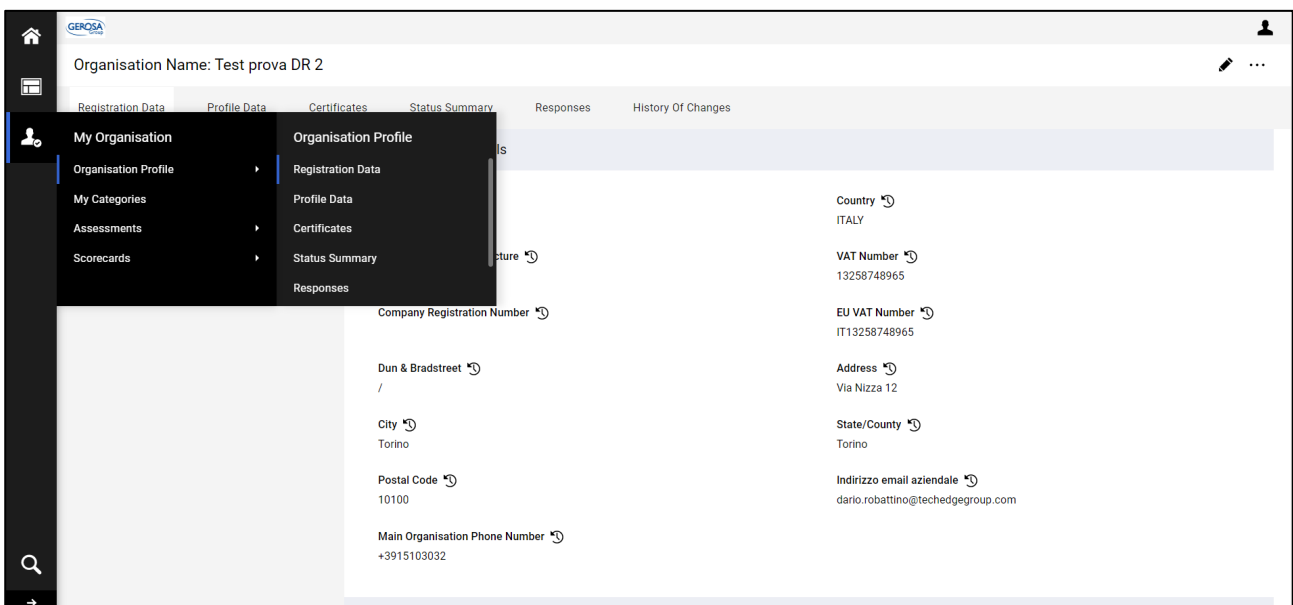 GEROSA
Group
Organisation Name: Test prova DR 2
Registration Data Profile Data Certificates Status Summary Responses History Of Changes
My Organisation
Organisation Profile
My Categories
Assessments
Scorecards
Organisation Profile
Registration Data
Profile Data
Certificates
Status Summary
Responses
ls
Country
ITALY
cture
VAT Number
13258748965
Company Registration Number
EU VAT Number
IT13258748965
Dun & Bradstreet
/
Address
Via Nizza 12
City
Torino
State/County
Torino
Postal Code
10100
Indirizzo email aziendale
dario.robattino@techedgegroup.com
Main Organisation Phone Number
+3915103032